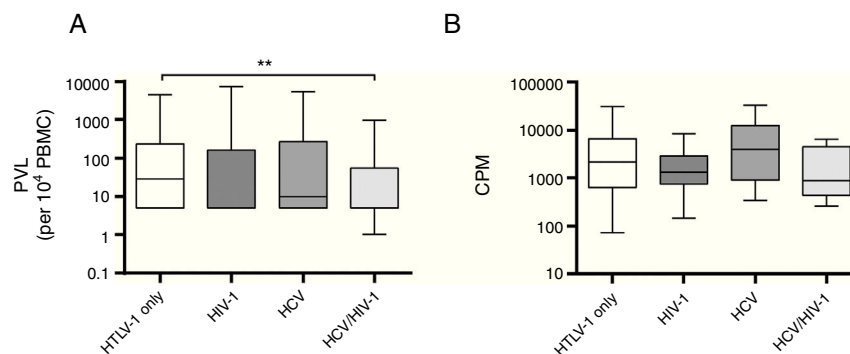 A
**
10000
1000
100
10
1
0.1
PVL
(per 10⁴ PBMC)
HTLV-1 only
HIV-1
HCV
HCV/HIV-1
B
100000
10000
1000
100
10
CPM
HTLV-1 only
HIV-1
HCV
HCV/HIV-1